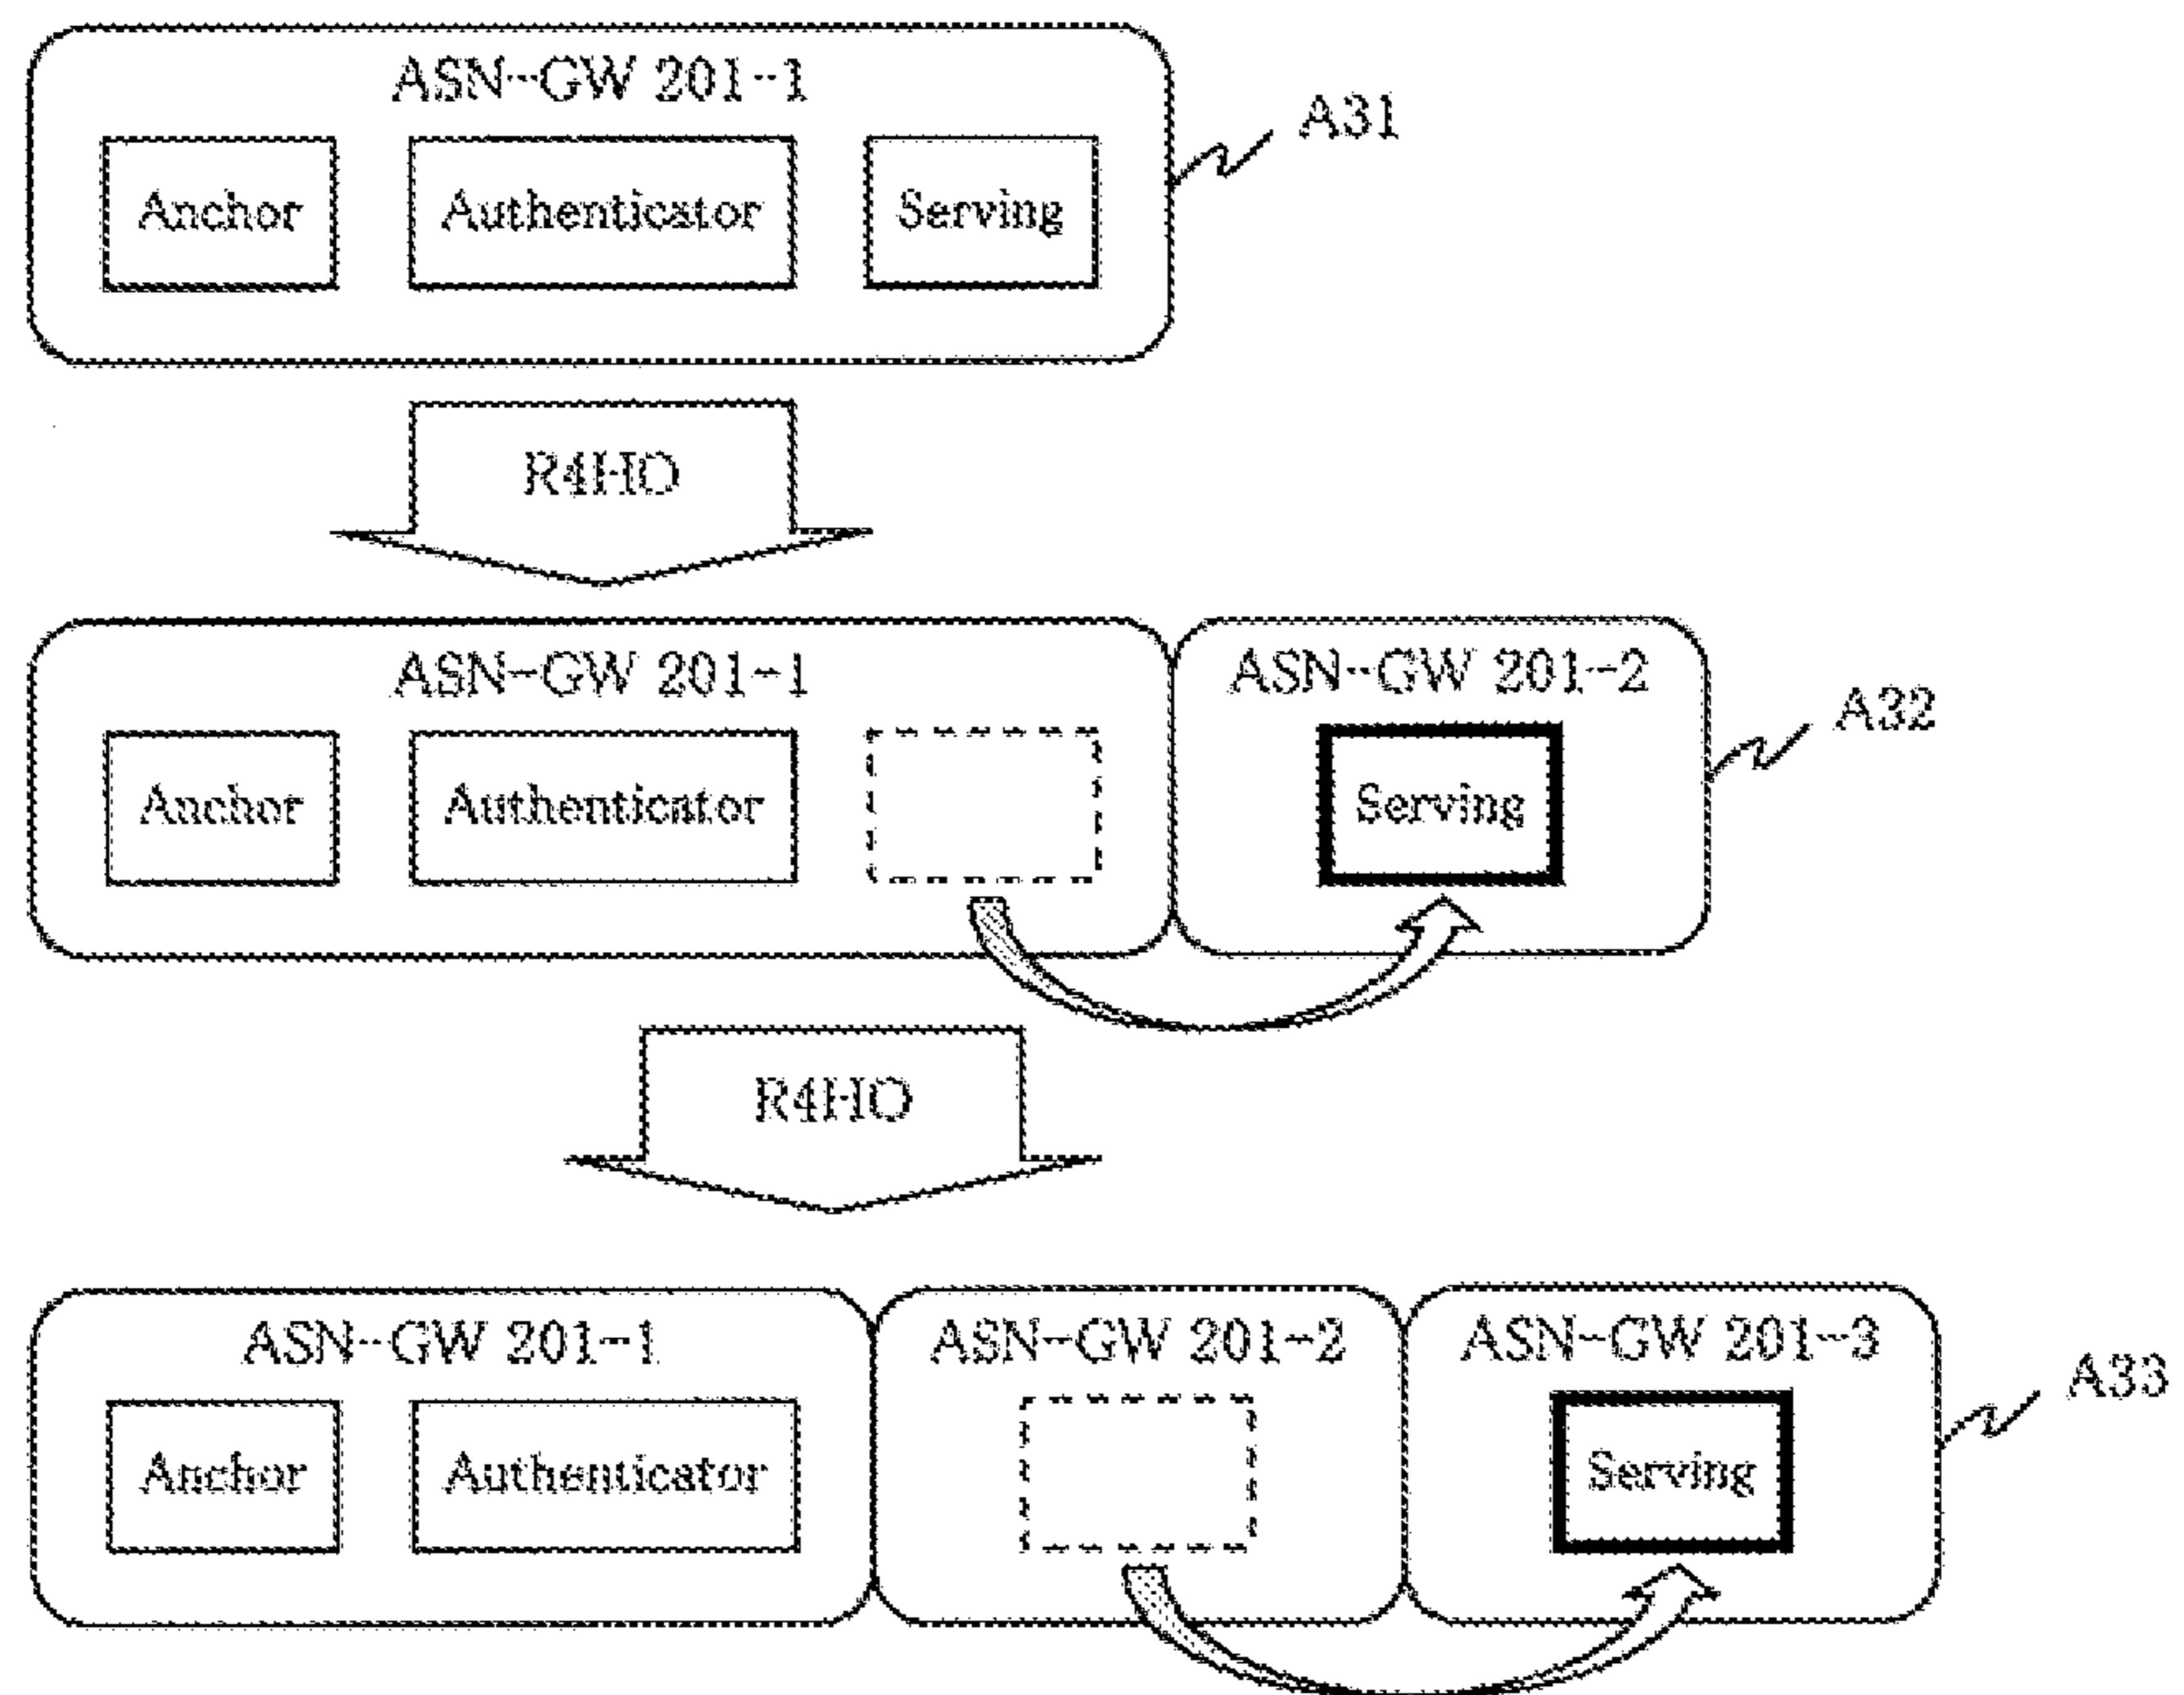 ASN-GW 201-1
A31
Anchor
Authenticator
Serving
R4HO
ASN-GW 201-1
ASN-GW 201-2
A32
Anchor
Authenticator
Serving
R4HO
ASN-GW 201-1
ASN-GW 201-2
ASN-GW 201-3
A33
Anchor
Authenticator
Serving